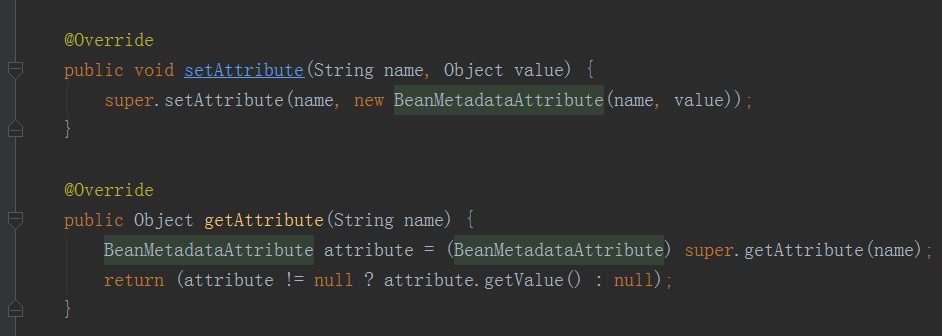 @Override
public void setAttribute(String name, Object value) {
super.setAttribute(name, new BeanMetadataAttribute(name, value));
}
@Override
public Object getAttribute(String name) {
BeanMetadataAttribute attribute = (BeanMetadataAttribute) super.getAttribute(name);
return (attribute != null ? attribute.getValue() : null);
}